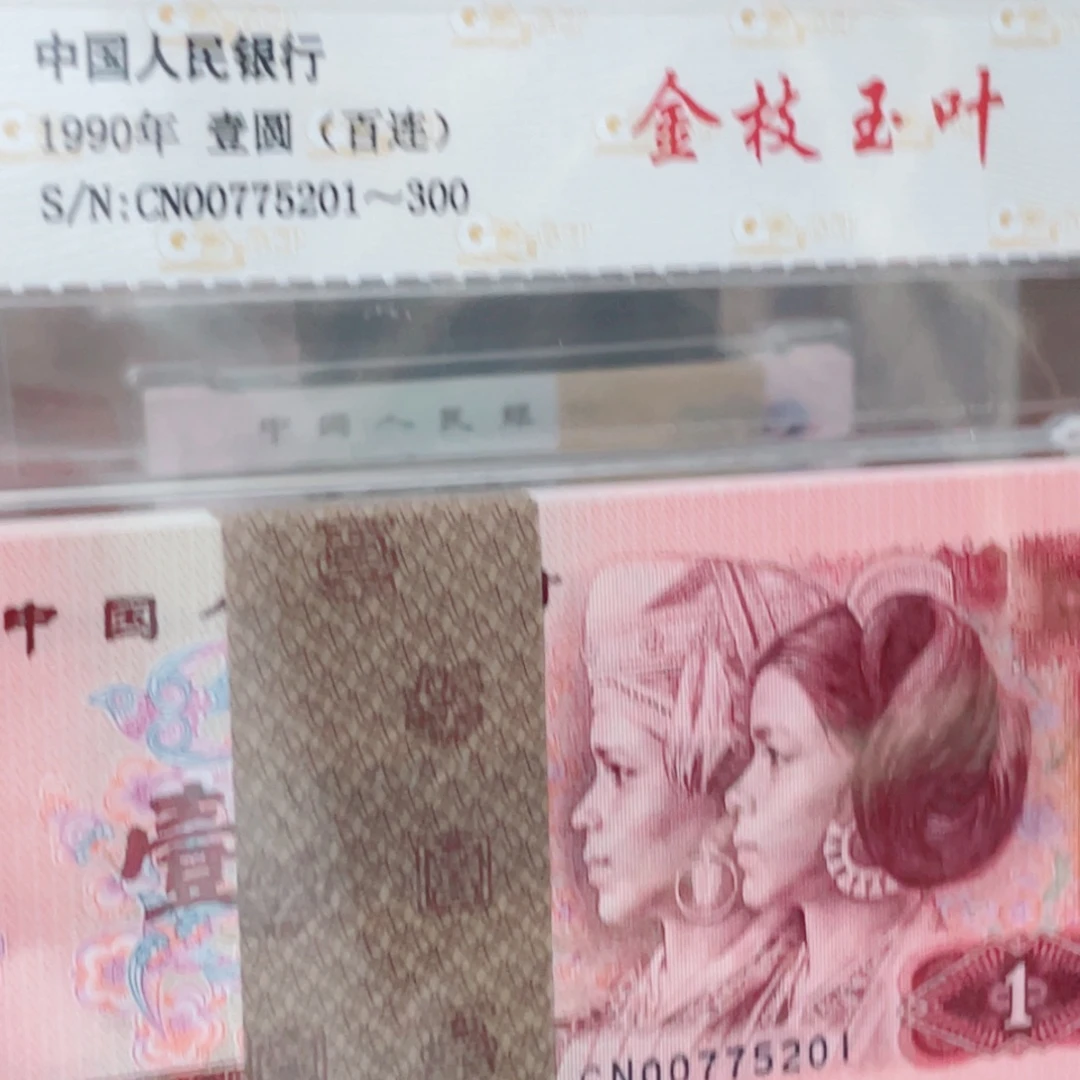 中国人民银行
1990年 壹圆（百连）
S/N:CN00775201～300
金枝玉叶
中国人民银
中国
壹
1
CN00775201